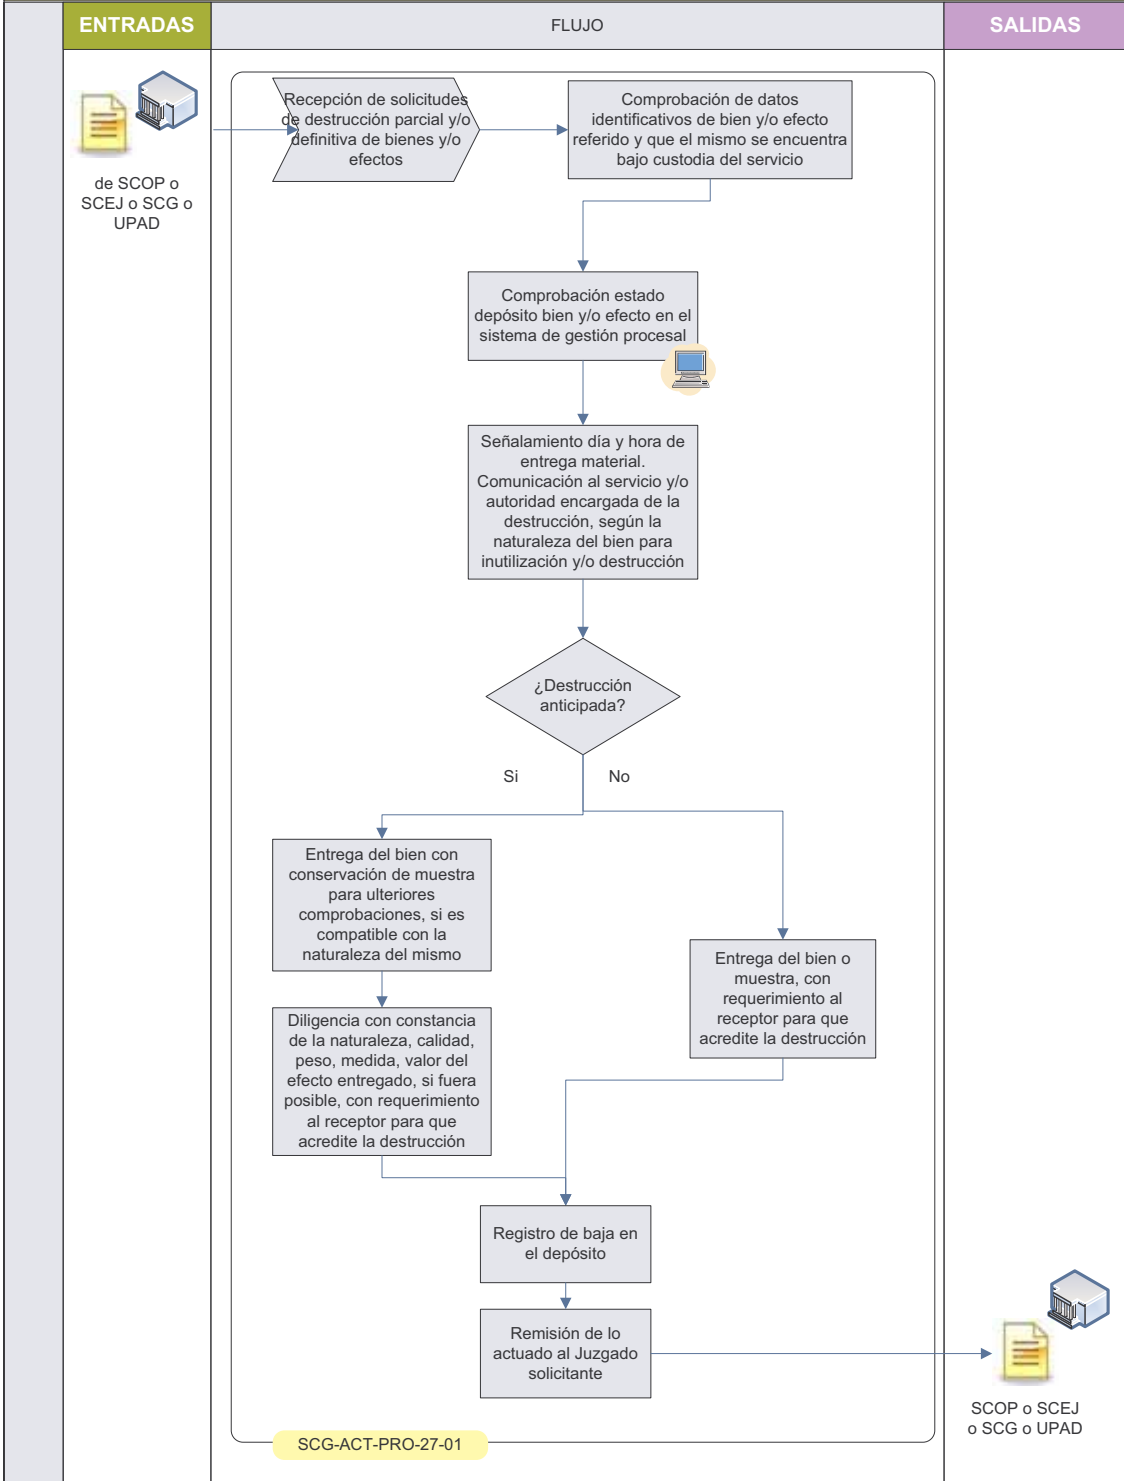 ENTRADAS
FLUJO
SALIDAS
de SCOP o
SCEJ o SCG o
UPAD
Recepción de solicitudes
de destrucción parcial y/o
definitiva de bienes y/o
efectos
Comprobación de datos
identificativos de bien y/o efecto
referido y que el mismo se encuentra
bajo custodia del servicio
Comprobación estado
depósito bien y/o efecto en el
sistema de gestión procesal
Señalamiento día y hora de
entrega material.
Comunicación al servicio y/o
autoridad encargada de la
destrucción, según la
naturaleza del bien para
inutilización y/o destrucción
¿Destrucción
anticipada?
Si
No
Entrega del bien con
conservación de muestra
para ulteriores
comprobaciones, si es
compatible con la
naturaleza del mismo
Entrega del bien o
muestra, con
requerimiento al
receptor para que
acredite la destrucción
Diligencia con constancia
de la naturaleza, calidad,
peso, medida, valor del
efecto entregado, si fuera
posible, con requerimiento
al receptor para que
acredite la destrucción
Registro de baja en
el depósito
Remisión de lo
actuado al Juzgado
solicitante
SCOP o SCEJ
o SCG o UPAD
SCG-ACT-PRO-27-01